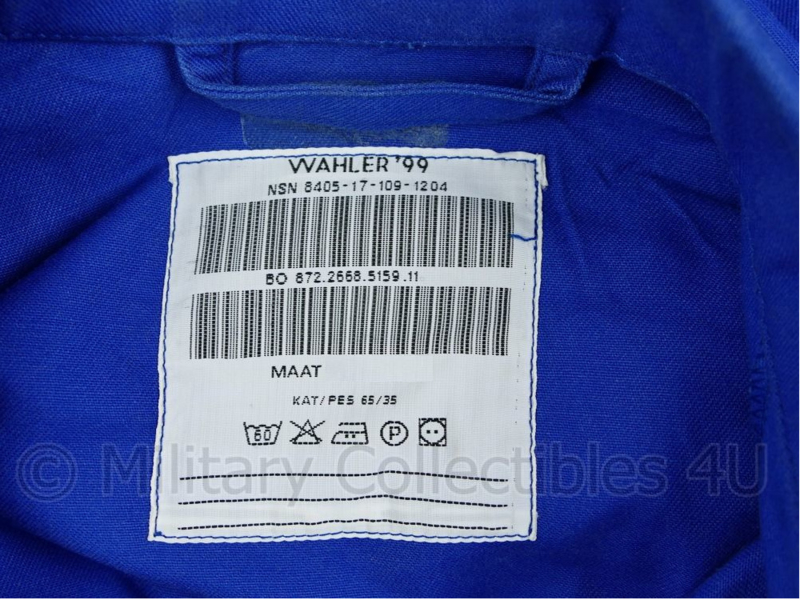 WAHLER '99
NSN 8405-17-109-1204
BO 872.2668.5159.11
MAAT
KAT/PES 65/35
60 P
© Military Collectibles 4U